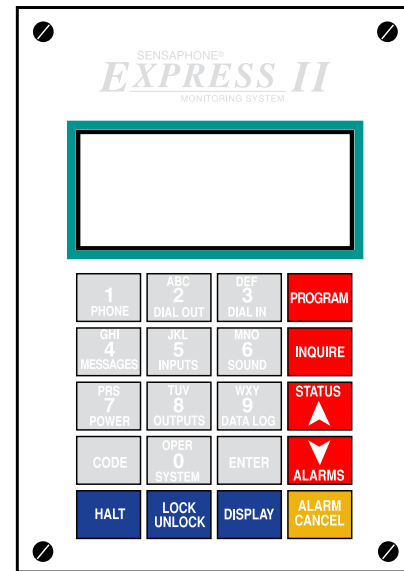 SENSAPHONE®
EXPRESS II
MONITORING SYSTEM
1
PHONE
ABC
2
DIAL OUT
DEF
3
DIAL IN
PROGRAM
GHI
4
MESSAGES
JKL
5
INPUTS
MNO
6
SOUND
INQUIRE
PRS
7
POWER
TUV
8
OUTPUTS
WXY
9
DATA LOG
STATUS
CODE
OPER
0
SYSTEM
ENTER
ALARMS
HALT
LOCK
UNLOCK
DISPLAY
ALARM
CANCEL